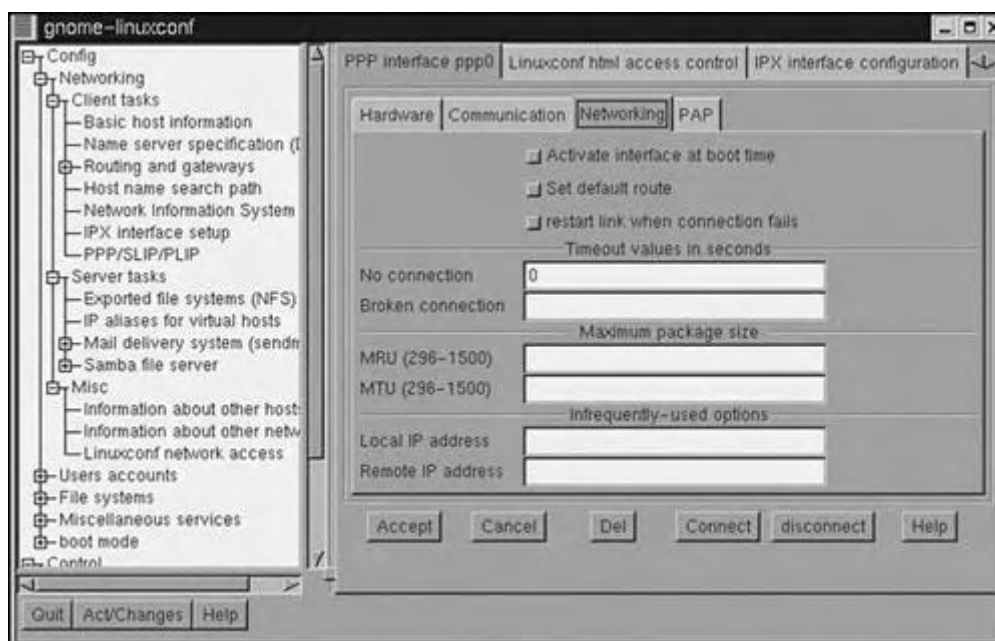 gnome-linuxconf
Config
Networking
Client tasks
Basic host information
Name server specification (
Routing and gateways
Host name search path
Network Information System
IPX interface setup
PPP/SLIP/PLIP
Server tasks
Exported file systems (NFS)
IP aliases for virtual hosts
Mail delivery system (sendm
Samba file server
Misc
Information about other host
Information about other netw
Linuxconf network access
Users accounts
File systems
Miscellaneous services
boot mode
Control
Quit Act/Changes Help
PPP interface ppp0 Linuxconf html access control IPX interface configuration
Hardware Communication Networking PAP
Activate interface at boot time
Set default route
restart link when connection fails
Timeout values in seconds
No connection 0
Broken connection
Maximum package size
MRU (296-1500)
MTU (296-1500)
Infrequently-used options
Local IP address
Remote IP address
Accept Cancel Del Connect disconnect Help